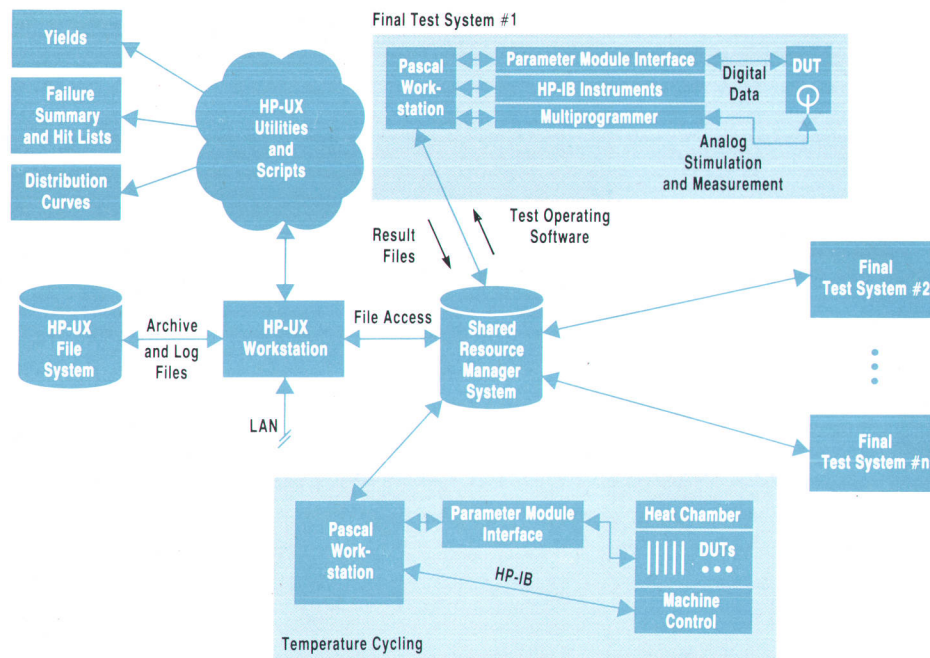 Final Test System #1
Yields
Failure
Summary
and Hit Lists
Distribution
Curves
HP-UX
Utilities
and
Scripts
Pascal
Work-
station
Parameter Module Interface
HP-IB Instruments
Multiprogrammer
Digital
Data
DUT
Analog
Stimulation
and Measurement
Result
Files
Test Operating
Software
HP-UX
File
System
Archive
and Log
Files
HP-UX
Workstation
File Access
LAN
Shared
Resource
Manager
System
Final
Test System #2
Final
Test System #n
Pascal
Work-
station
Parameter Module
Interface
HP-IB
Heat Chamber
DUTs
Machine
Control
Temperature Cycling